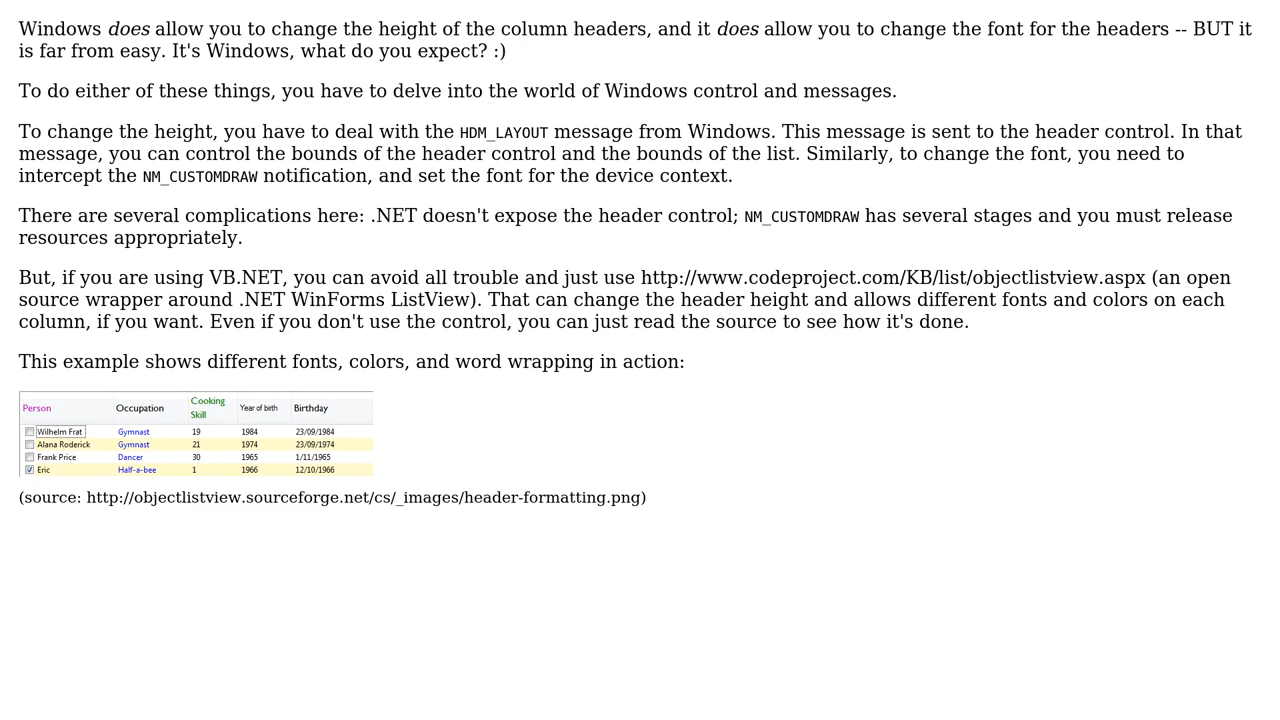 Windows does allow you to change the height of the column headers, and it does allow you to change the font for the headers -- BUT it
is far from easy. It's Windows, what do you expect? :)
To do either of these things, you have to delve into the world of Windows control and messages.
To change the height, you have to deal with the HDM_LAYOUT message from Windows. This message is sent to the header control. In that
message, you can control the bounds of the header control and the bounds of the list. Similarly, to change the font, you need to
intercept the NM_CUSTOMDRAW notification, and set the font for the device context.
There are several complications here: .NET doesn't expose the header control; NM_CUSTOMDRAW has several stages and you must release
resources appropriately.
But, if you are using VB.NET, you can avoid all trouble and just use http://www.codeproject.com/KB/list/objectlistview.aspx (an open
source wrapper around .NET WinForms ListView). That can change the header height and allows different fonts and colors on each
column, if you want. Even if you don't use the control, you can just read the source to see how it's done.
This example shows different fonts, colors, and word wrapping in action:
Person Occupation Cooking Skill Year of birth Birthday
Wilhelm Frat Gymnast 19 1984 23/09/1984
Alana Roderick Gymnast 21 1974 23/09/1974
Frank Price Dancer 30 1965 1/11/1965
Eric Half-a-bee 1 1966 12/10/1966
(source: http://objectlistview.sourceforge.net/cs/_images/header-formatting.png)